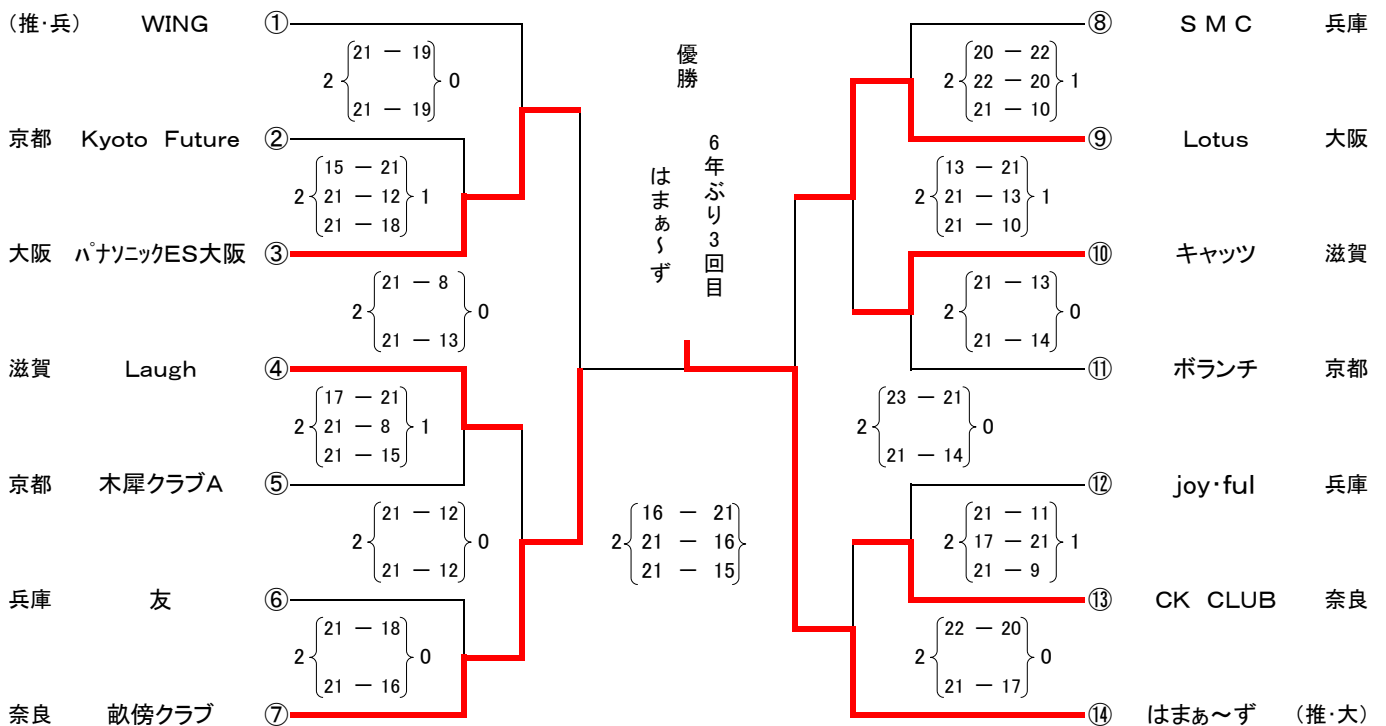 (推・兵) WING ①
2 21 － 19 0
21 － 19
京都 Kyoto Future ②
15 － 21
2 21 － 12 1
21 － 18
大阪 パナソニックES大阪 ③
21 － 8
2 0
21 － 13
滋賀 Laugh ④
17 － 21
2 21 － 8 1
21 － 15
京都 木犀クラブA ⑤
21 － 12
2 0
21 － 12
兵庫 友 ⑥
21 － 18
2 0
21 － 16
奈良 畝傍クラブ ⑦
優勝
6年ぶり3回目
はまぁ～ず
16 － 21
2 21 － 16
21 － 15
⑧ SMC 兵庫
20 － 22
2 22 － 20 1
21 － 10
⑨ Lotus 大阪
13 － 21
2 21 － 13 1
21 － 10
⑩ キャッツ 滋賀
21 － 13
2 0
21 － 14
⑪ ボランチ 京都
23 － 21
2 0
21 － 14
⑫ joy・ful 兵庫
21 － 11
2 17 － 21 1
21 － 9
⑬ CK CLUB 奈良
22 － 20
2 0
21 － 17
⑭ はまぁ～ず (推・大)